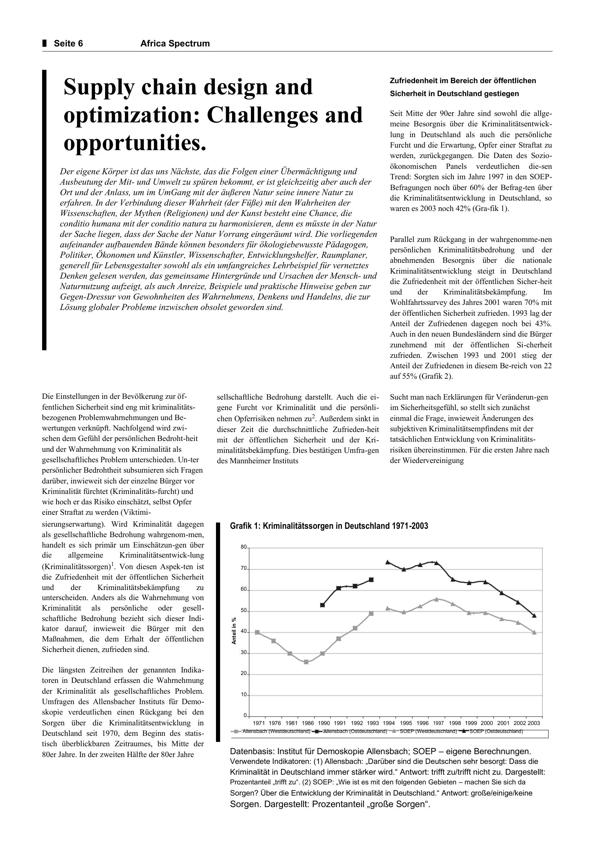 Seite 6
Africa Spectrum
Supply chain design and
optimization: Challenges and
opportunities.
Der eigene Körper ist das uns Nächste, das die Folgen einer Übermächtigung und
Ausbeutung der Mit- und Umwelt zu spüren bekommt, er ist gleichzeitig aber auch der
Ort und der Anlass, um im UmGang mit der äußeren Natur seine innere Natur zu
erfahren. In der Verbindung dieser Wahrheit (der Füße) mit den Wahrheiten der
Wissenschaften, der Mythen (Religionen) und der Kunst besteht eine Chance, die
conditio humana mit der conditio natura zu harmonisieren, denn es müsste in der Natur
der Sache liegen, dass der Sache der Natur Vorrang eingeräumt wird. Die vorliegenden
aufeinander aufbauenden Bände können besonders für ökologiebewusste Pädagogen,
Politiker, Ökonomen und Künstler, Wissenschafter, Entwicklungshelfer, Raumplaner,
generell für Lebensgestalter sowohl als ein umfangreiches Lehrbeispiel für vernetztes
Denken gelesen werden, das gemeinsame Hintergründe und Ursachen der Mensch- und
Naturnutzung aufzeigt, als auch Anreize, Beispiele und praktische Hinweise geben zur
Gegen-Dressur von Gewohnheiten des Wahrnehmens, Denkens und Handelns, die zur
Lösung globaler Probleme inzwischen obsolet geworden sind.
Zufriedenheit im Bereich der öffentlichen
Sicherheit in Deutschland gestiegen
Seit Mitte der 90er Jahre sind sowohl die allge-
meine Besorgnis über die Kriminalitätsentwick-
lung in Deutschland als auch die persönliche
Furcht und die Erwartung, Opfer einer Straftat zu
werden, zurückgegangen. Die Daten des Sozio-
ökonomischen Panels verdeutlichen die-sen
Trend: Sorgten sich im Jahre 1997 in den SOEP-
Befragungen noch über 60% der Befrag-ten über
die Kriminalitätsentwicklung in Deutschland, so
waren es 2003 noch 42% (Gra-fik 1).
Parallel zum Rückgang in der wahrgenomme-nen
persönlichen Kriminalitätsbedrohung und der
abnehmenden Besorgnis über die nationale
Kriminalitätsentwicklung steigt in Deutschland
die Zufriedenheit mit der öffentlichen Sicher-heit
und der Kriminalitätsbekämpfung. Im
Wohlfahrtssurvey des Jahres 2001 waren 70% mit
der öffentlichen Sicherheit zufrieden. 1993 lag der
Anteil der Zufriedenen dagegen noch bei 43%.
Auch in den neuen Bundesländern sind die Bürger
zunehmend mit der öffentlichen Si-cherheit
zufrieden. Zwischen 1993 und 2001 stieg der
Anteil der Zufriedenen in diesem Be-reich von 22
auf 55% (Grafik 2).
Die Einstellungen in der Bevölkerung zur öf-
fentlichen Sicherheit sind eng mit kriminalitäts-
bezogenen Problemwahrnehmungen und Be-
wertungen verknüpft. Nachfolgend wird zwi-
schen dem Gefühl der persönlichen Bedroht-heit
und der Wahrnehmung von Kriminalität als
gesellschaftliches Problem unterschieden. Un-ter
persönlicher Bedrohtheit subsumieren sich Fragen
darüber, inwieweit sich der einzelne Bürger vor
Kriminalität fürchtet (Kriminalitäts-furcht) und
wie hoch er das Risiko einschätzt, selbst Opfer
einer Straftat zu werden (Viktimi-
sierungserwartung). Wird Kriminalität dagegen
als gesellschaftliche Bedrohung wahrgenom-men,
handelt es sich primär um Einschätzun-gen über
die allgemeine Kriminalitätsentwick-lung
(Kriminalitätssorgen)1. Von diesen Aspek-ten ist
die Zufriedenheit mit der öffentlichen Sicherheit
und der Kriminalitätsbekämpfung zu
unterscheiden. Anders als die Wahrnehmung von
Kriminalität als persönliche oder gesell-
schaftliche Bedrohung bezieht sich dieser Indi-
kator darauf, inwieweit die Bürger mit den
Maßnahmen, die dem Erhalt der öffentlichen
Sicherheit dienen, zufrieden sind.
Die längsten Zeitreihen der genannten Indika-
toren in Deutschland erfassen die Wahrnehmung
der Kriminalität als gesellschaftliches Problem.
Umfragen des Allensbacher Instituts für Demo-
skopie verdeutlichen einen Rückgang bei den
Sorgen über die Kriminalitätsentwicklung in
Deutschland seit 1970, dem Beginn des statis-
tisch überblickbaren Zeitraumes, bis Mitte der
80er Jahre. In der zweiten Hälfte der 80er Jahre
sellschaftliche Bedrohung darstellt. Auch die ei-
gene Furcht vor Kriminalität und die persönli-
chen Opferrisiken nehmen zu2. Außerdem sinkt in
dieser Zeit die durchschnittliche Zufrieden-heit
mit der öffentlichen Sicherheit und der Kri-
minalitätsbekämpfung. Dies bestätigen Umfra-gen
des Mannheimer Instituts
Sucht man nach Erklärungen für Veränderun-gen
im Sicherheitsgefühl, so stellt sich zunächst
einmal die Frage, inwieweit Änderungen des
subjektiven Kriminalitätsempfindens mit der
tatsächlichen Entwicklung von Kriminalitäts-
risiken übereinstimmen. Für die ersten Jahre nach
der Wiedervereinigung
Grafik 1: Kriminalitätssorgen in Deutschland 1971-2003
Anteil in %
80
70
60
50
40
30
20
10
0
1971 1976 1981 1986 1990 1991 1992 1993 1994 1995 1996 1997 1998 1999 2000 2001 2002 2003
Allensbach (Westdeutschland) Allensbach (Ostdeutschland) SOEP (Westdeutschland) SOEP (Ostdeutschland)
Datenbasis: Institut für Demoskopie Allensbach; SOEP – eigene Berechnungen.
Verwendete Indikatoren: (1) Allensbach: „Darüber sind die Deutschen sehr besorgt: Dass die
Kriminalität in Deutschland immer stärker wird.“ Antwort: trifft zu/trifft nicht zu. Dargestellt:
Prozentanteil „trifft zu“. (2) SOEP: „Wie ist es mit den folgenden Gebieten – machen Sie sich da
Sorgen? Über die Entwicklung der Kriminalität in Deutschland.“ Antwort: große/einige/keine
Sorgen. Dargestellt: Prozentanteil „große Sorgen“.